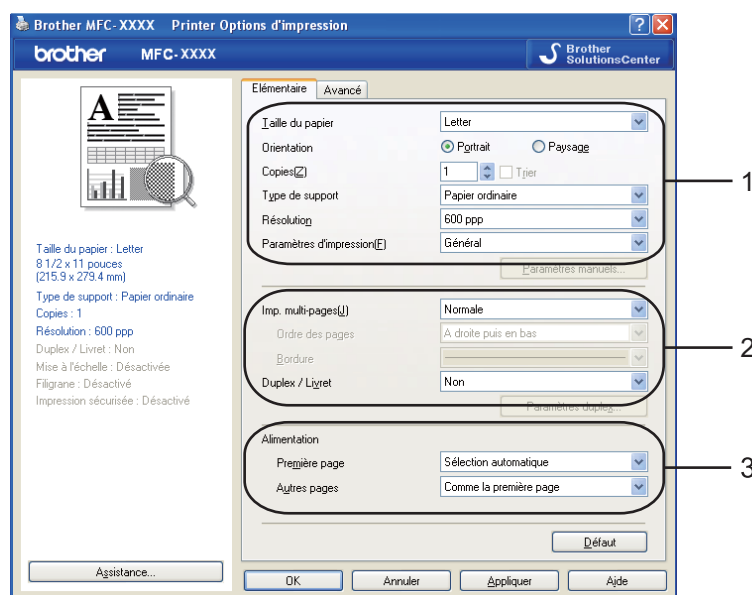 Brother MFC-XXXX Printer Options d'impression
brother MFC-XXXX
Brother SolutionsCenter
Elémentaire Avancé
Taille du papier Letter
Orientation Portrait Paysage
Copies(Z) 1 Trier
Type de support Papier ordinaire
Résolution 600 ppp
Paramètres d'impression(F) Général
Paramètres manuels...
1
Imp. multi-pages(J) Normale
Ordre des pages A droite puis en bas
Bordure
Duplex / Livret Non
Paramètres duplex...
2
Alimentation
Première page Sélection automatique
Autres pages Comme la première page
3
Défaut
A
Taille du papier : Letter
8 1/2 x 11 pouces
(215.9 x 279.4 mm)
Type de support : Papier ordinaire
Copies : 1
Résolution : 600 ppp
Duplex / Livret : Non
Mise à l'échelle : Désactivée
Filigrane : Désactivé
Impression sécurisée : Désactivé
Assistance...
OK Annuler Appliquer Aide